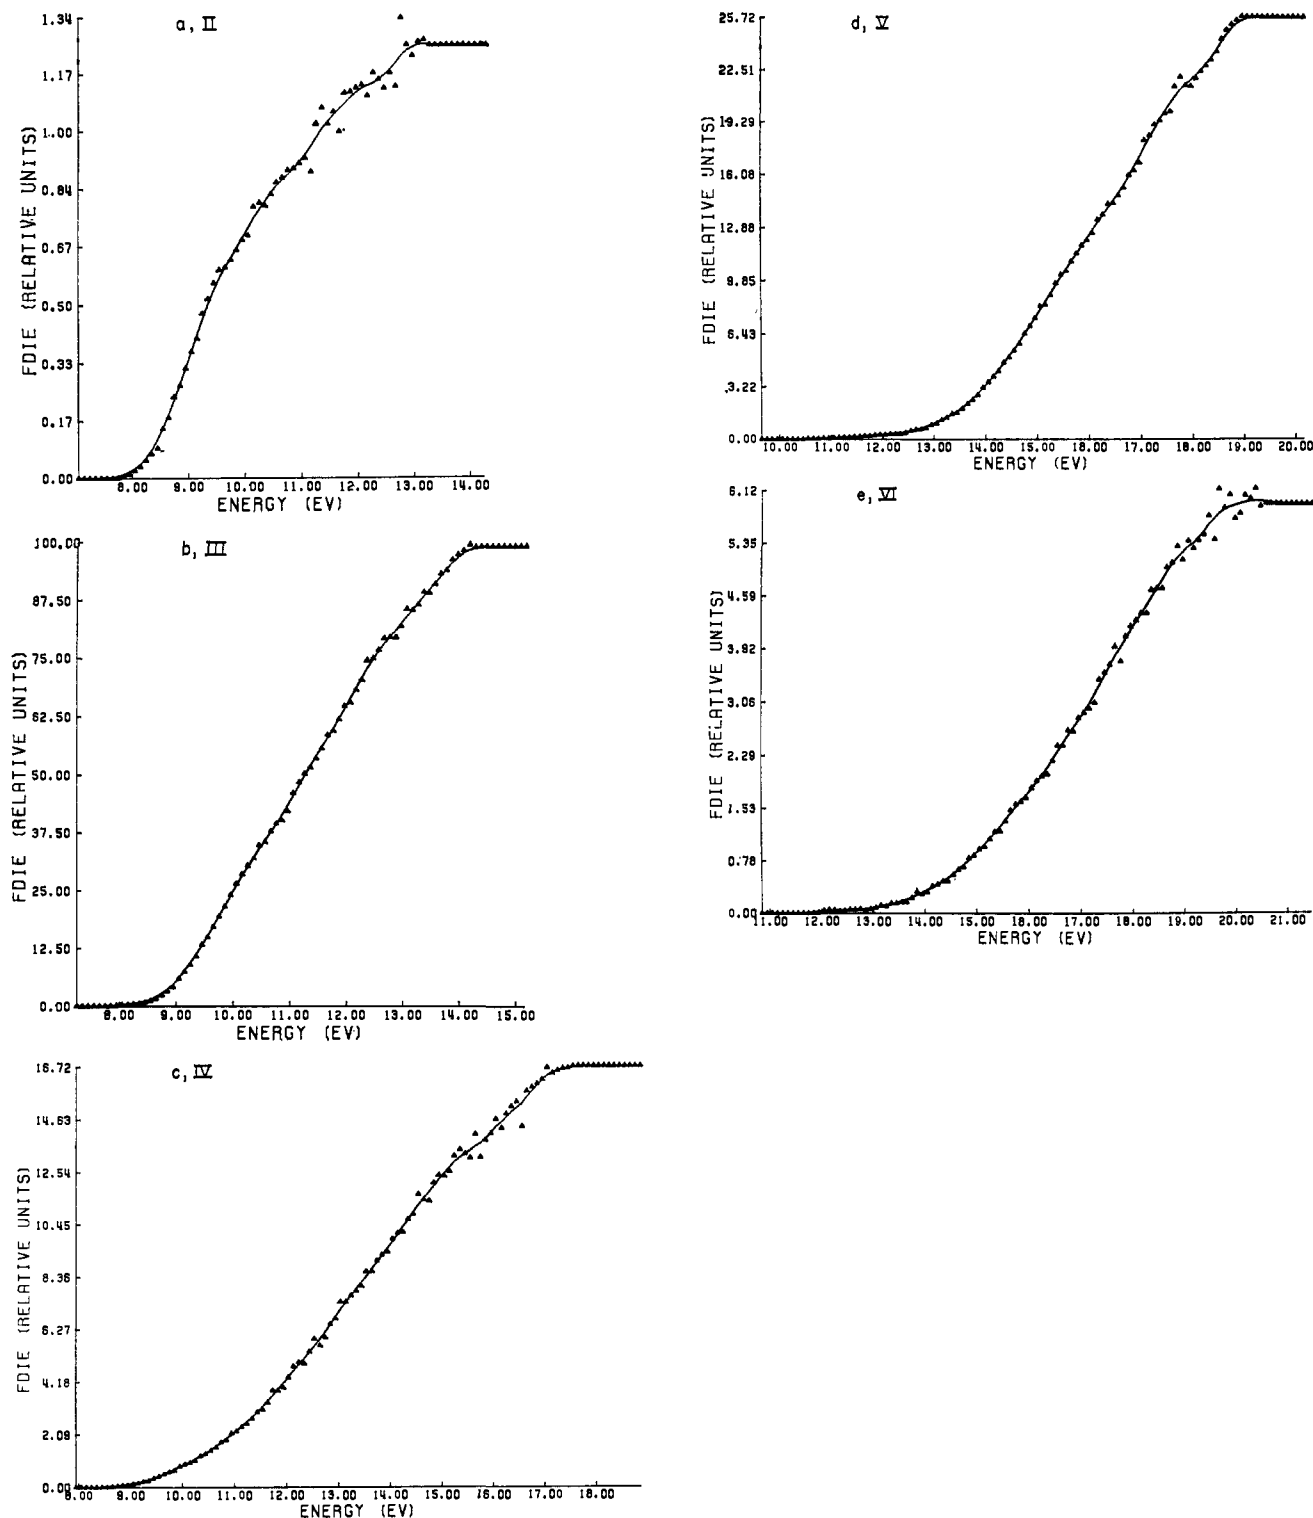 a, II
1.34
1.17
1.00
0.84
0.67
0.50
0.33
0.17
0.00
FDIE (RELATIVE UNITS)
8.00 9.00 10.00 11.00 12.00 13.00 14.00
ENERGY (EV)
b, III
100.00
87.50
75.00
62.50
50.00
37.50
25.00
12.50
0.00
FDIE (RELATIVE UNITS)
8.00 9.00 10.00 11.00 12.00 13.00 14.00 15.00
ENERGY (EV)
c, IV
16.72
14.63
12.54
10.45
8.36
6.27
4.18
2.09
0.00
FDIE (RELATIVE UNITS)
8.00 9.00 10.00 11.00 12.00 13.00 14.00 15.00 16.00 17.00 18.00
ENERGY (EV)
d, V
25.72
22.51
19.29
16.08
12.88
9.65
6.43
3.22
0.00
FDIE (RELATIVE UNITS)
10.00 11.00 12.00 13.00 14.00 15.00 16.00 17.00 18.00 19.00 20.00
ENERGY (EV)
e, VI
6.12
5.35
4.59
3.82
3.06
2.29
1.53
0.76
0.00
FDIE (RELATIVE UNITS)
11.00 12.00 13.00 14.00 15.00 16.00 17.00 18.00 19.00 20.00 21.00
ENERGY (EV)